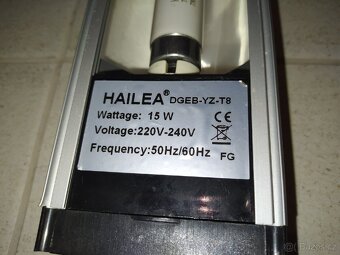 HAILEA® DGEB-YZ-T8
Wattage: 15 W
CE
Voltage:220V-240V
Frequency:50Hz/60Hz
FG